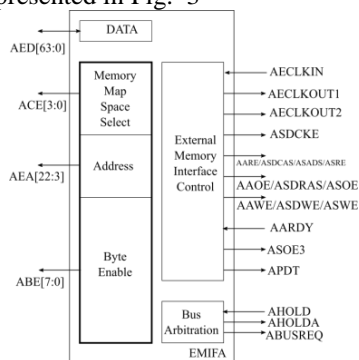 presented in Fig. 3
DATA
AED[63:0]
Memory
Map
Space
Select
ACE[3:0]
Address
AEA[22:3]
Byte
Enable
ABE[7:0]
External
Memory
Interface
Control
AECLKIN
AECLKOUT1
AECLKOUT2
ASDCKE
AARE/ASDCAS/ASADS/ASRE
AAOE/ASDRAS/ASOE
AAWE/ASDWE/ASWE
AARDY
ASOE3
APDT
Bus
Arbitration
AHOLD
AHOLDA
ABUSREQ
EMIFA